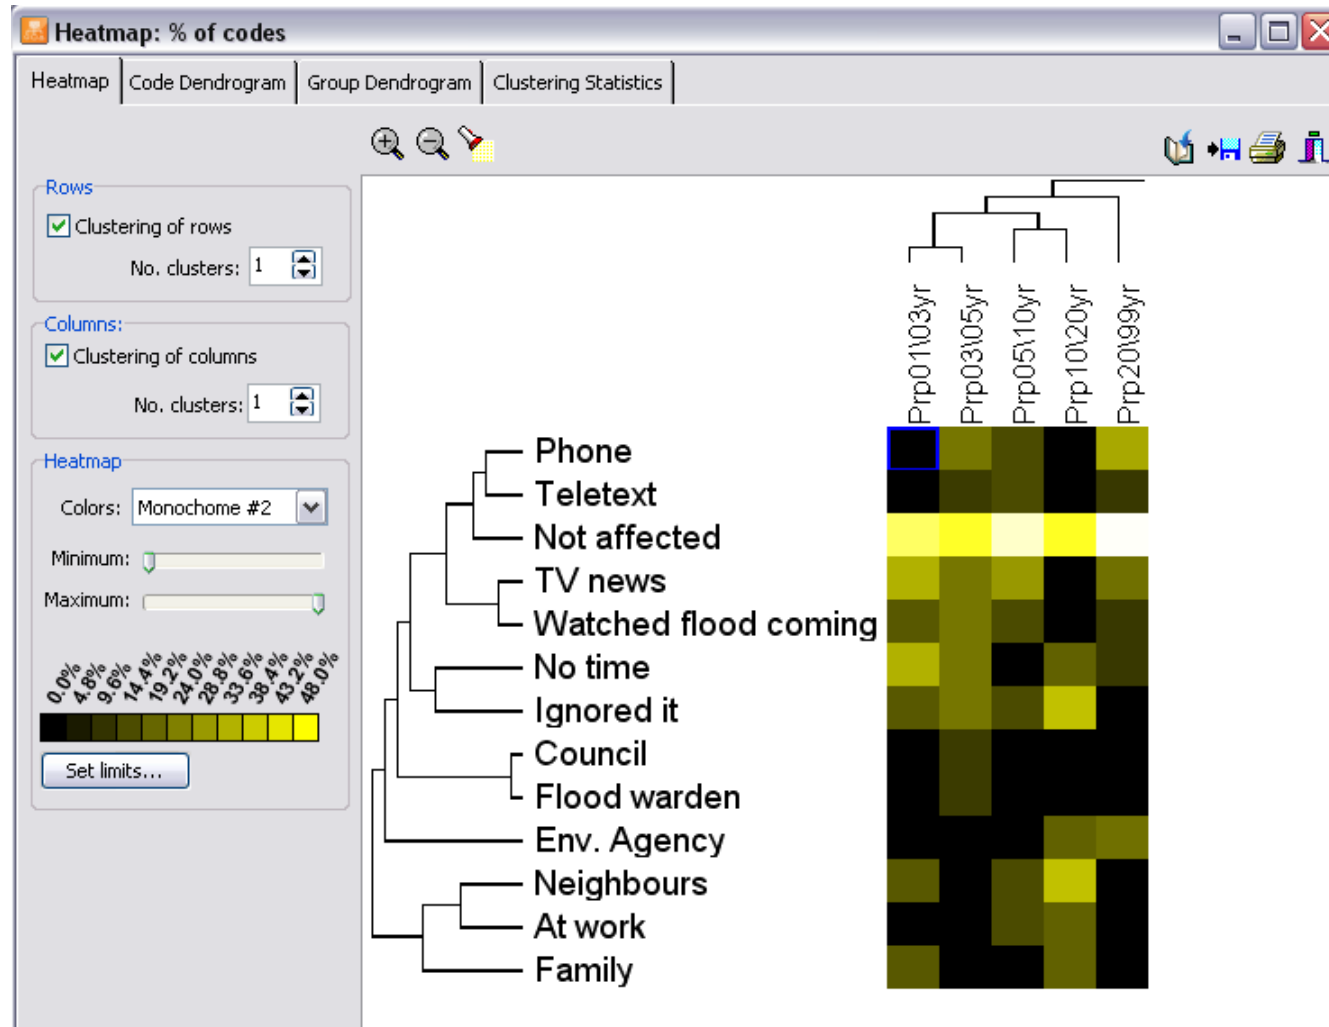 Heatmap: % of codes
Heatmap Code Dendrogram Group Dendrogram Clustering Statistics
Rows
Clustering of rows
No. clusters: 1
Columns:
Clustering of columns
No. clusters: 1
Heatmap
Colors: Monochome #2
Minimum:
Maximum:
0.0% 4.8% 9.6% 14.4% 19.2% 24.0% 28.8% 33.6% 38.4% 43.2% 48.0%
Set limits...
Prp01\03yr
Prp03\05yr
Prp05\10yr
Prp10\20yr
Prp20\99yr
Phone
Teletext
Not affected
TV news
Watched flood coming
No time
Ignored it
Council
Flood warden
Env. Agency
Neighbours
At work
Family